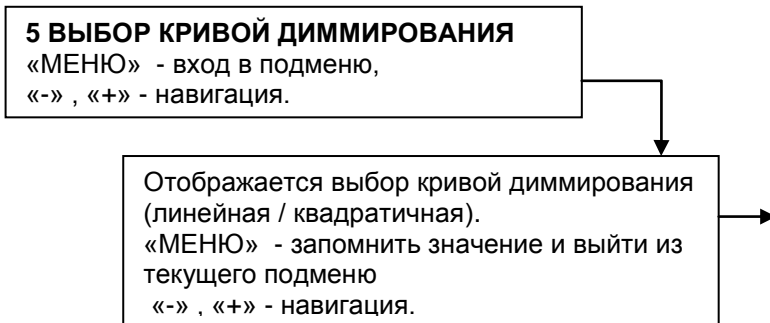 5 ВЫБОР КРИВОЙ ДИММИРОВАНИЯ
«МЕНЮ» - вход в подменю,
«-» , «+» - навигация.
Отображается выбор кривой диммирования
(линейная / квадратичная).
«МЕНЮ» - запомнить значение и выйти из
текущего подменю
«-» , «+» - навигация.